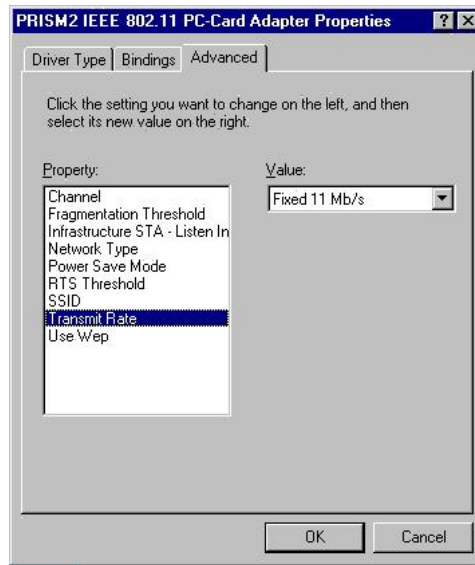 PRISM2 IEEE 802.11 PC-Card Adapter Properties
Driver Type
Bindings
Advanced
Click the setting you want to change on the left, and then
select its new value on the right.
Property:
Channel
Fragmentation Threshold
Infrastructure STA - Listen In
Network Type
Power Save Mode
RTS Threshold
SSID
Transmit Rate
Use Wep
Value:
Fixed 11 Mb/s
OK
Cancel